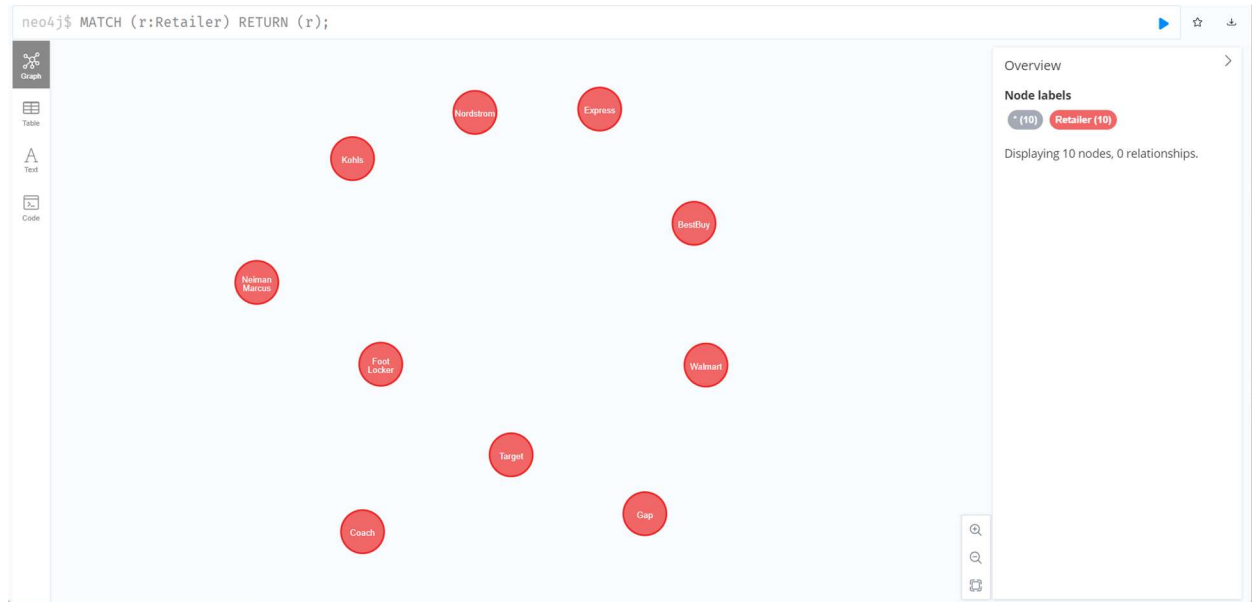 neo4j$ MATCH (r:Retailer) RETURN (r);
Graph
Table
A
Text
Code
Nordstrom
Express
Kohls
BestBuy
Neiman
Marcus
Foot
Locker
Walmart
Target
Gap
Coach
Overview
Node labels
* (10) Retailer (10)
Displaying 10 nodes, 0 relationships.